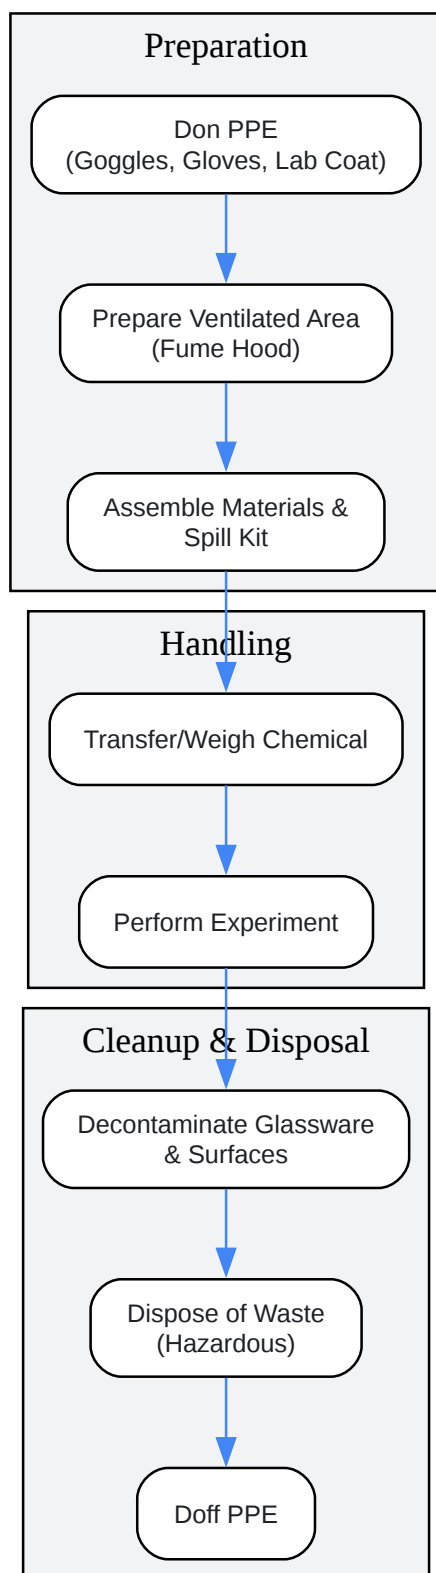 Preparation
Don PPE
(Goggles, Gloves, Lab Coat)
Prepare Ventilated Area
(Fume Hood)
Assemble Materials &
Spill Kit
Handling
Transfer/Weigh Chemical
Perform Experiment
Cleanup & Disposal
Decontaminate Glassware
& Surfaces
Dispose of Waste
(Hazardous)
Doff PPE